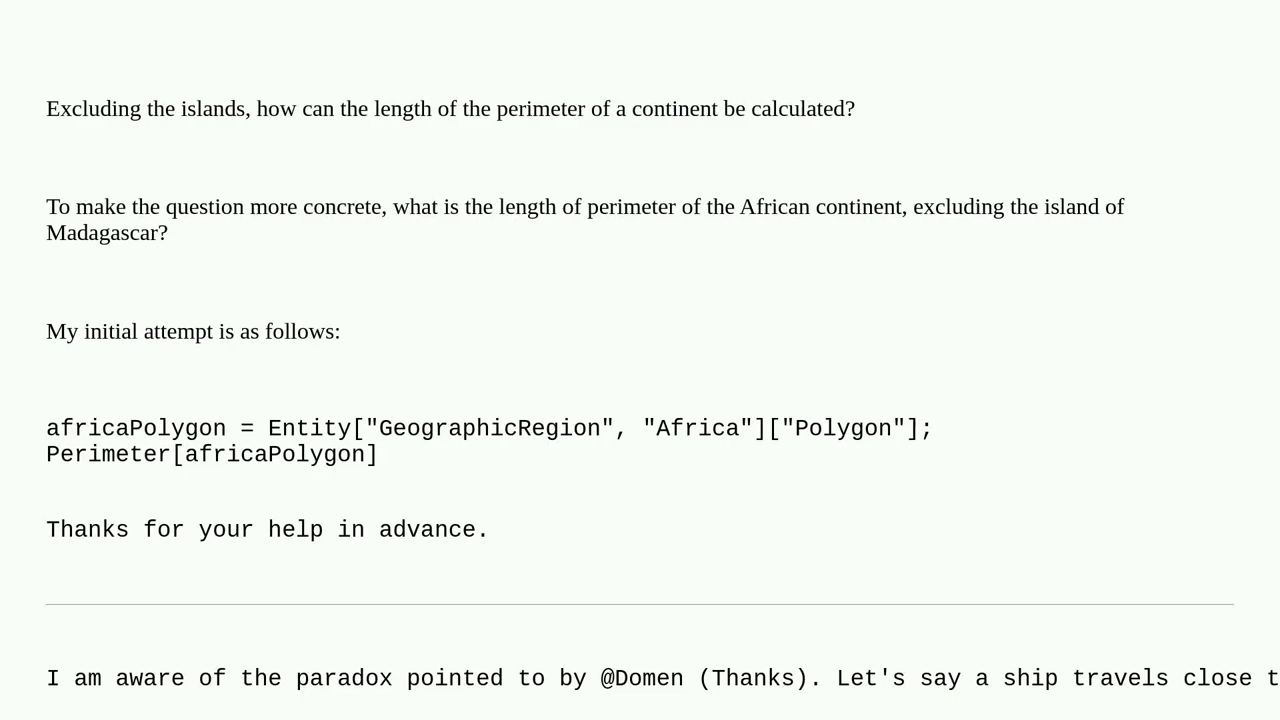 Excluding the islands, how can the length of the perimeter of a continent be calculated?
To make the question more concrete, what is the length of perimeter of the African continent, excluding the island of
Madagascar?
My initial attempt is as follows:
africaPolygon = Entity["GeographicRegion", "Africa"]["Polygon"];
Perimeter[africaPolygon]
Thanks for your help in advance.
I am aware of the paradox pointed to by @Domen (Thanks). Let's say a ship travels close